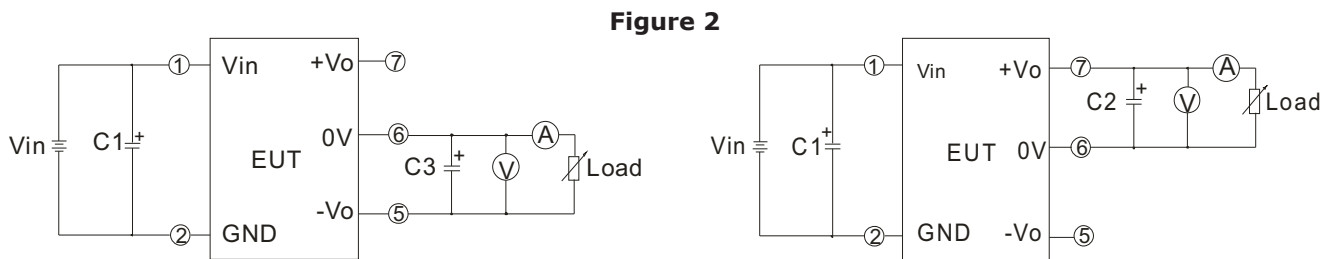 Figure 2
1 Vin +Vo 7
Vin C1 + EUT 0V 6 + C3 V A Load
2 GND -Vo 5
1 Vin +Vo 7 + C2 V A Load
Vin C1 + EUT 0V 6
2 GND -Vo 5